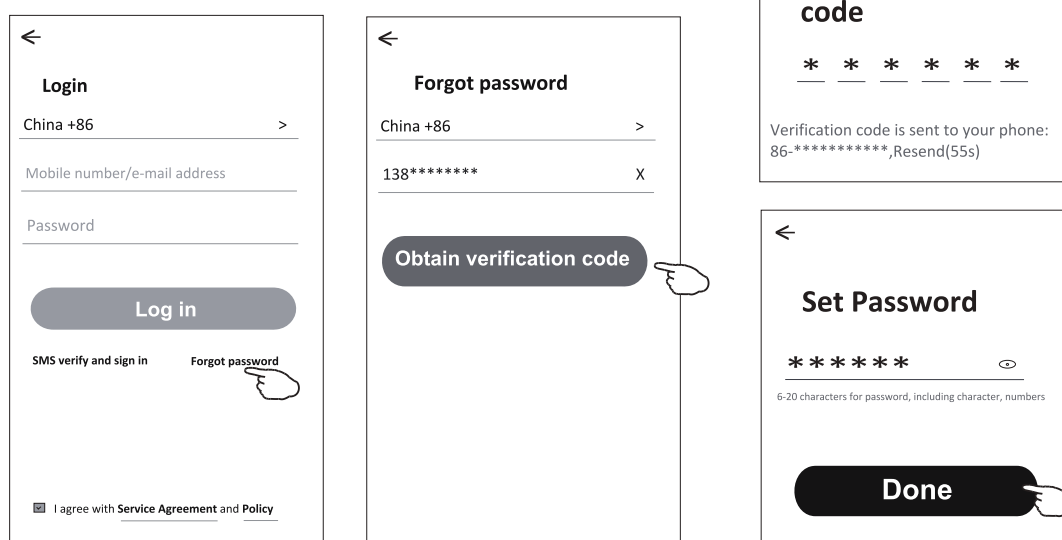 Login
China +86 >
Mobile number/e-mail address
Password
Log in
SMS verify and sign in Forgot password
I agree with Service Agreement and Policy
Forgot password
China +86 >
138******** X
Obtain verification code
code
* * * * * *
Verification code is sent to your phone:
86-***********,Resend(55s)
Set Password
******
6-20 characters for password, including character, numbers
Done